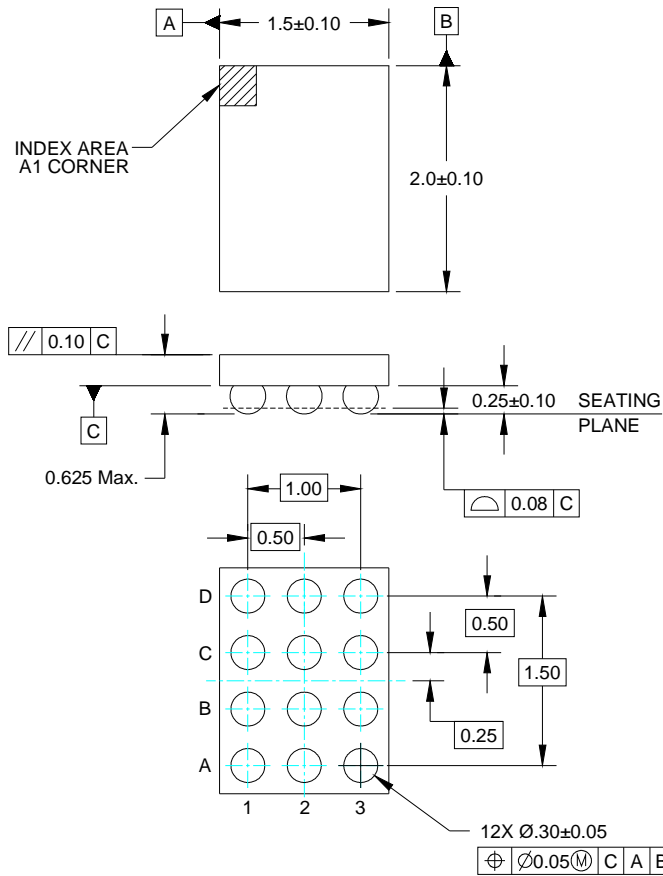 A
1.5±0.10
B
INDEX AREA
A1 CORNER
2.0±0.10
// 0.10 C
C
0.25±0.10
SEATING
PLANE
0.625 Max.
0.08 C
1.00
0.50
D
C
B
A
1 2 3
0.50
1.50
0.25
12X Ø.30±0.05
⌖ Ø0.05Ⓜ C A B